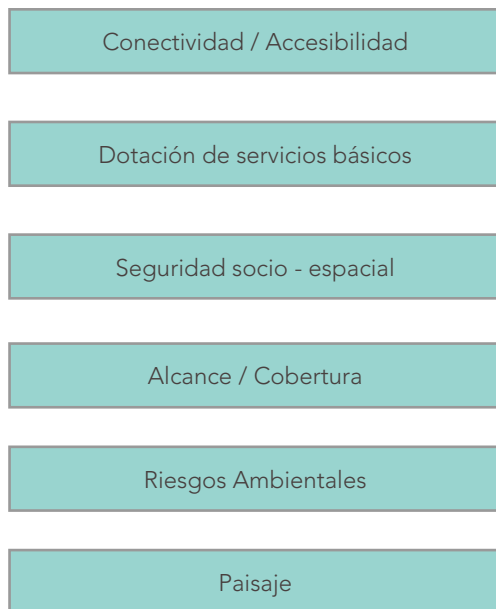 Conectividad / Accesibilidad
Dotación de servicios básicos
Seguridad socio - espacial
Alcance / Cobertura
Riesgos Ambientales
Paisaje